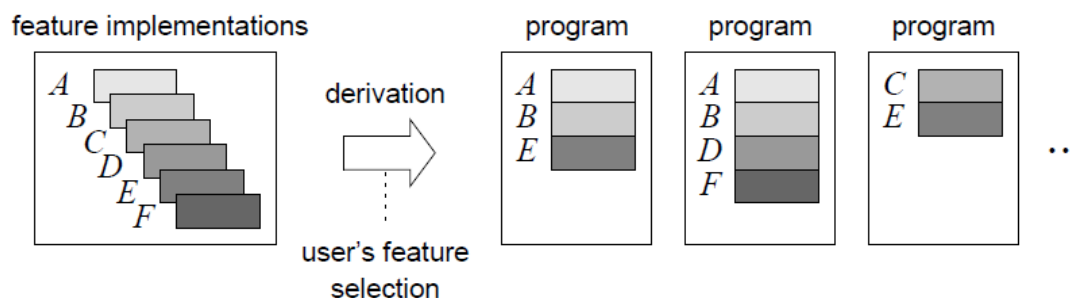 feature implementations
A
B
C
D
E
F
derivation
user's feature
selection
program
A
B
E
program
A
B
D
F
program
C
E
..